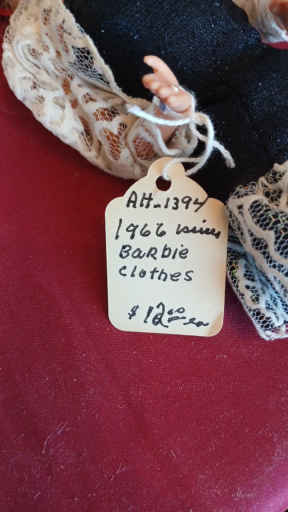 AH-1394
1966
Barbie
clothes
$12.00 ea